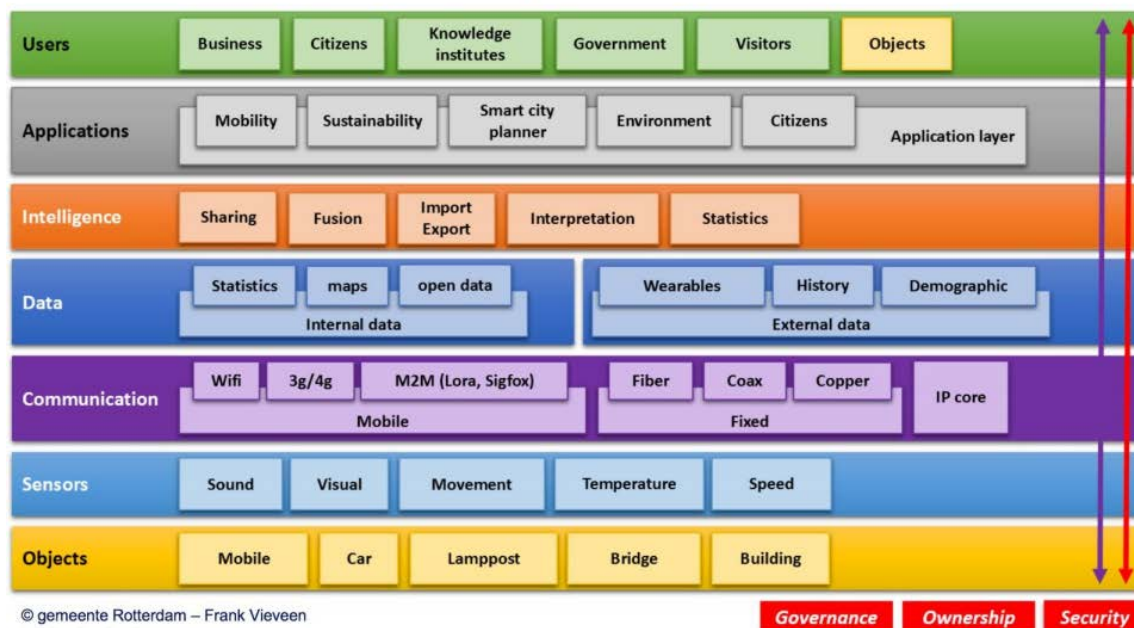 Users
Business
Citizens
Knowledge
institutes
Government
Visitors
Objects
Applications
Mobility
Sustainability
Smart city
planner
Environment
Citizens
Application layer
Intelligence
Sharing
Fusion
Import
Export
Interpretation
Statistics
Data
Statistics
maps
open data
Internal data
Wearables
History
Demographic
External data
Communication
Wifi
3g/4g
M2M (Lora, Sigfox)
Mobile
Fiber
Coax
Copper
Fixed
IP core
Sensors
Sound
Visual
Movement
Temperature
Speed
Objects
Mobile
Car
Lamppost
Bridge
Building
© gemeente Rotterdam – Frank Vieveen
Governance
Ownership
Security